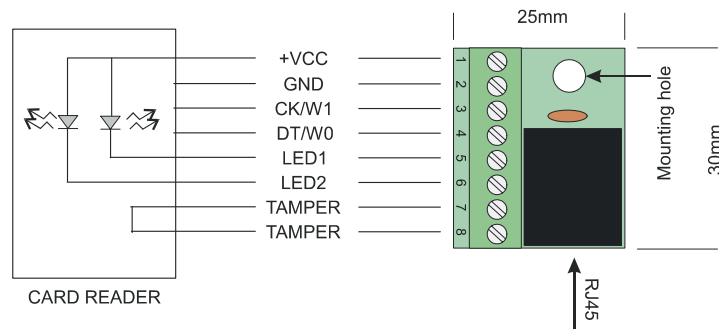 25mm
+VCC
GND
CK/W1
DT/W0
LED1
LED2
TAMPER
TAMPER
CARD READER
1
2
3
4
5
6
7
8
Mounting hole
30mm
RJ45